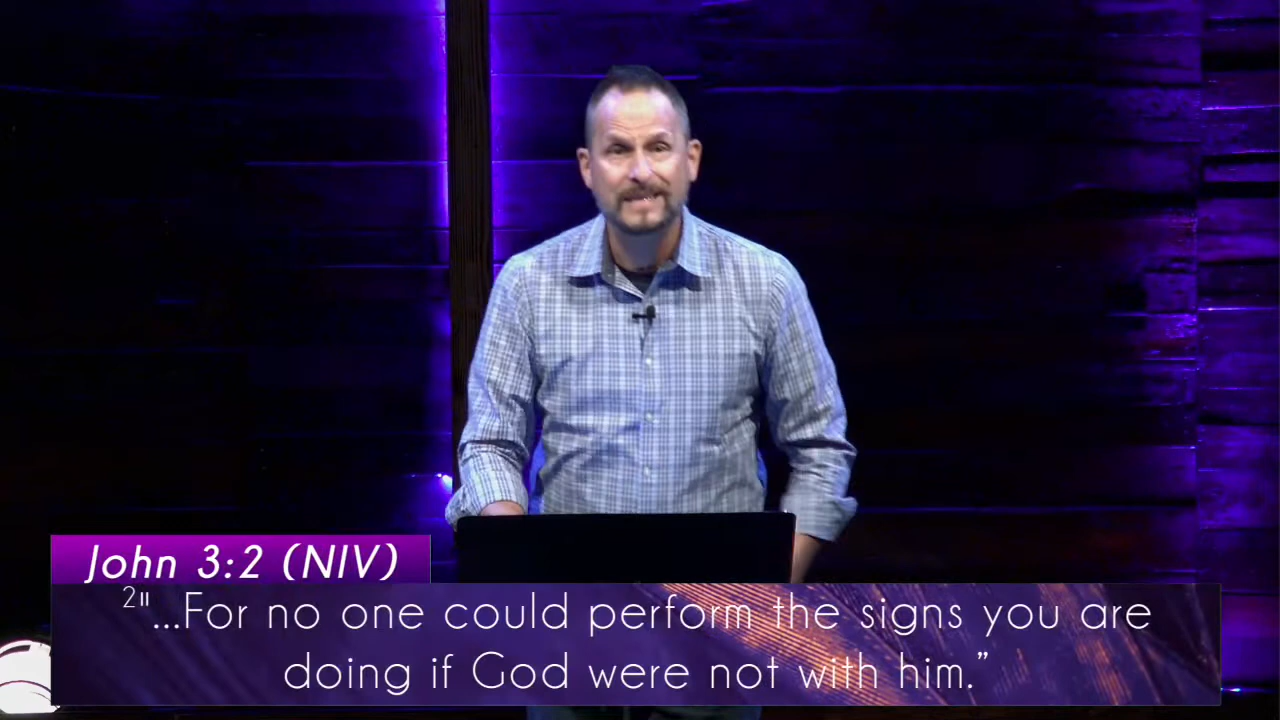 John 3:2 (NIV)
²"...For no one could perform the signs you are
doing if God were not with him.”